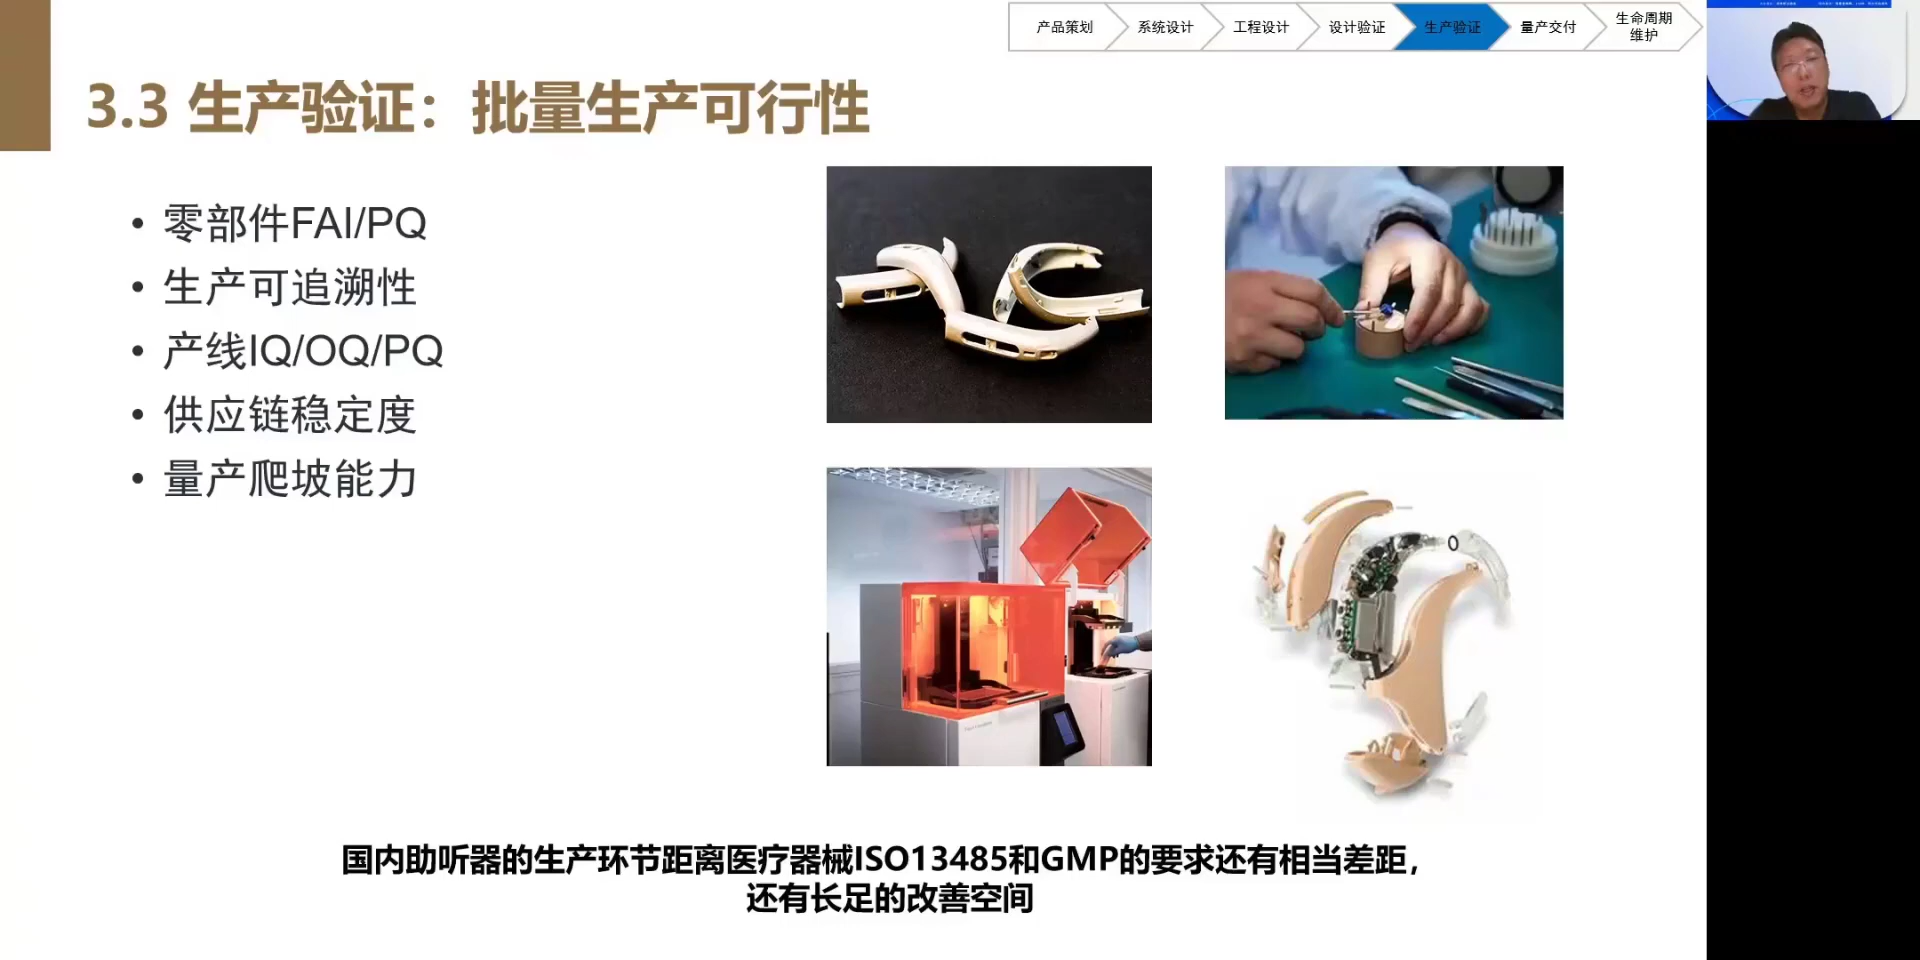 产品策划
系统设计
工程设计
设计验证
生产验证
量产交付
生命周期
维护
3.3 生产验证：批量生产可行性
• 零部件FAI/PQ
• 生产可追溯性
• 产线IQ/OQ/PQ
• 供应链稳定度
• 量产爬坡能力
国内助听器的生产环节距离医疗器械ISO13485和GMP的要求还有相当差距，
还有长足的改善空间